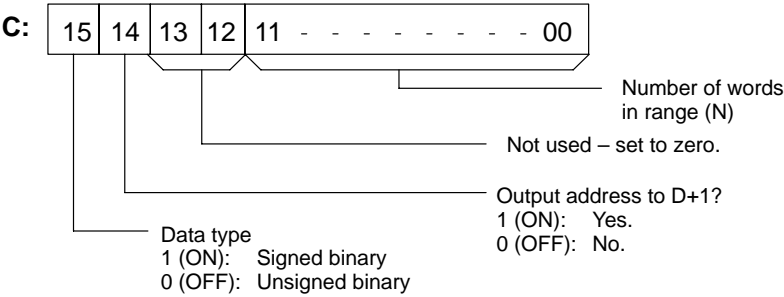 C: 15 14 13 12 11 - - - - - - - - 00
Number of words
in range (N)
Not used – set to zero.
Output address to D+1?
1 (ON): Yes.
0 (OFF): No.
Data type
1 (ON): Signed binary
0 (OFF): Unsigned binary